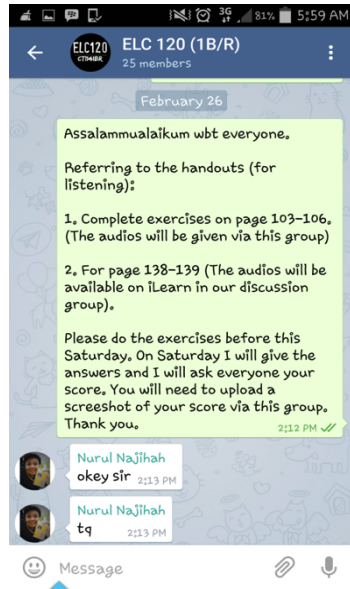 3G 81% 5:59 AM
ELC120
CTD4IBR
ELC 120 (1B/R)
25 members
February 26
Assalammualaikum wbt everyone.
Referring to the handouts (for
listening):
1. Complete exercises on page 103-106.
(The audios will be given via this group)
2. For page 138-139 (The audios will be
available on iLearn in our discussion
group).
Please do the exercises before this
Saturday. On Saturday I will give the
answers and I will ask everyone your
score. You will need to upload a
screeshot of your score via this group.
Thank you.
2:12 PM
Nurul Najihah
okey sir 2:13 PM
Nurul Najihah
tq 2:13 PM
Message